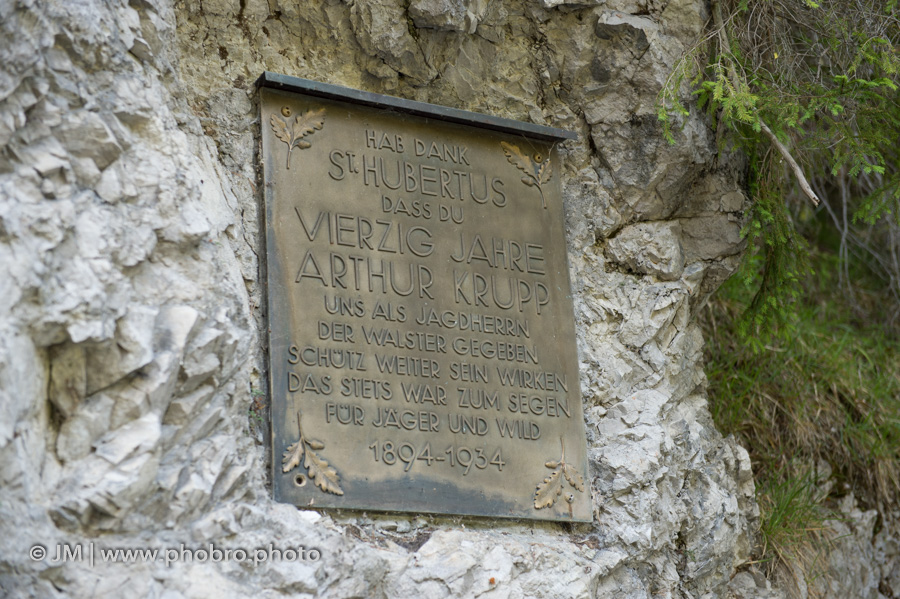 HAB DANK
ST. HUBERTUS
DASS DU
VIERZIG JAHRE
ARTHUR KRUPP
UNS ALS JAGDHERRN
DER WALSTER GEGEBEN
SCHÜTZ WEITER SEIN WIRKEN
DAS STETS WAR ZUM SEGEN
FÜR JÄGER UND WILD
1894-1934
© JM | www.phobro.photo